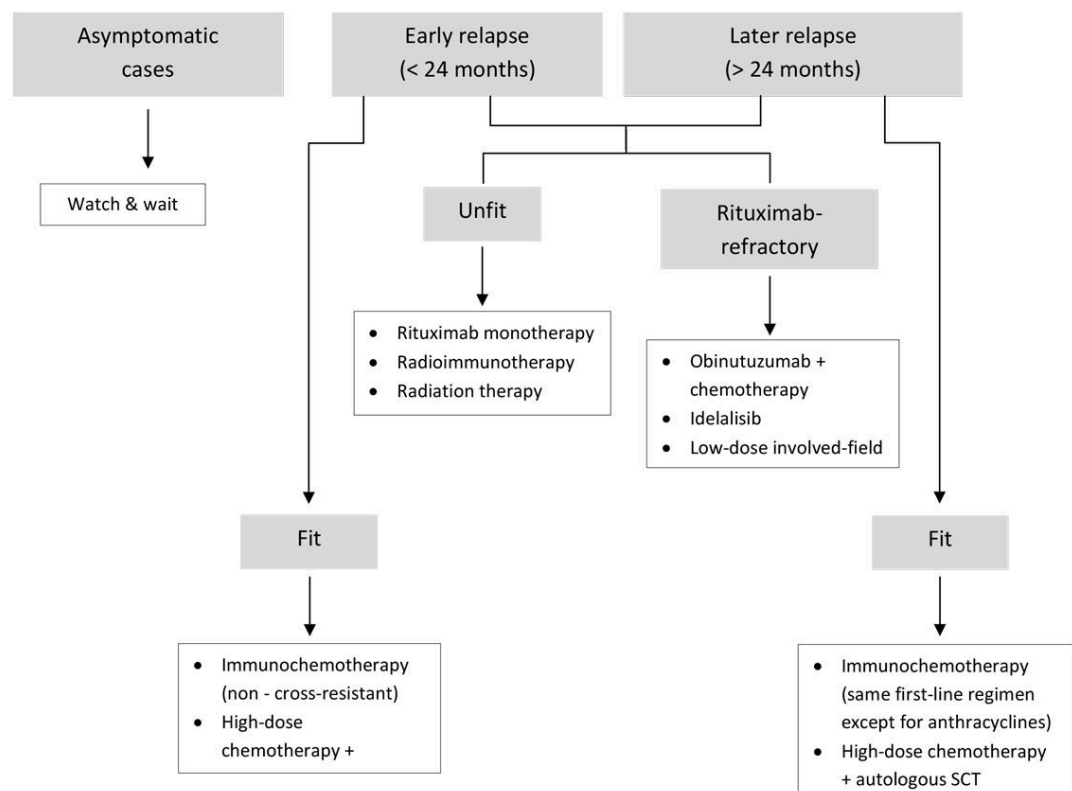 Asymptomatic
cases
Early relapse
(< 24 months)
Later relapse
(> 24 months)
Watch & wait
Unfit
Rituximab-
refractory
• Rituximab monotherapy
• Radioimmunotherapy
• Radiation therapy
• Obinutuzumab +
chemotherapy
• Idelalisib
• Low-dose involved-field
Fit
Fit
• Immunochemotherapy
(non - cross-resistant)
• High-dose
chemotherapy +
• Immunochemotherapy
(same first-line regimen
except for anthracyclines)
• High-dose chemotherapy
+ autologous SCT